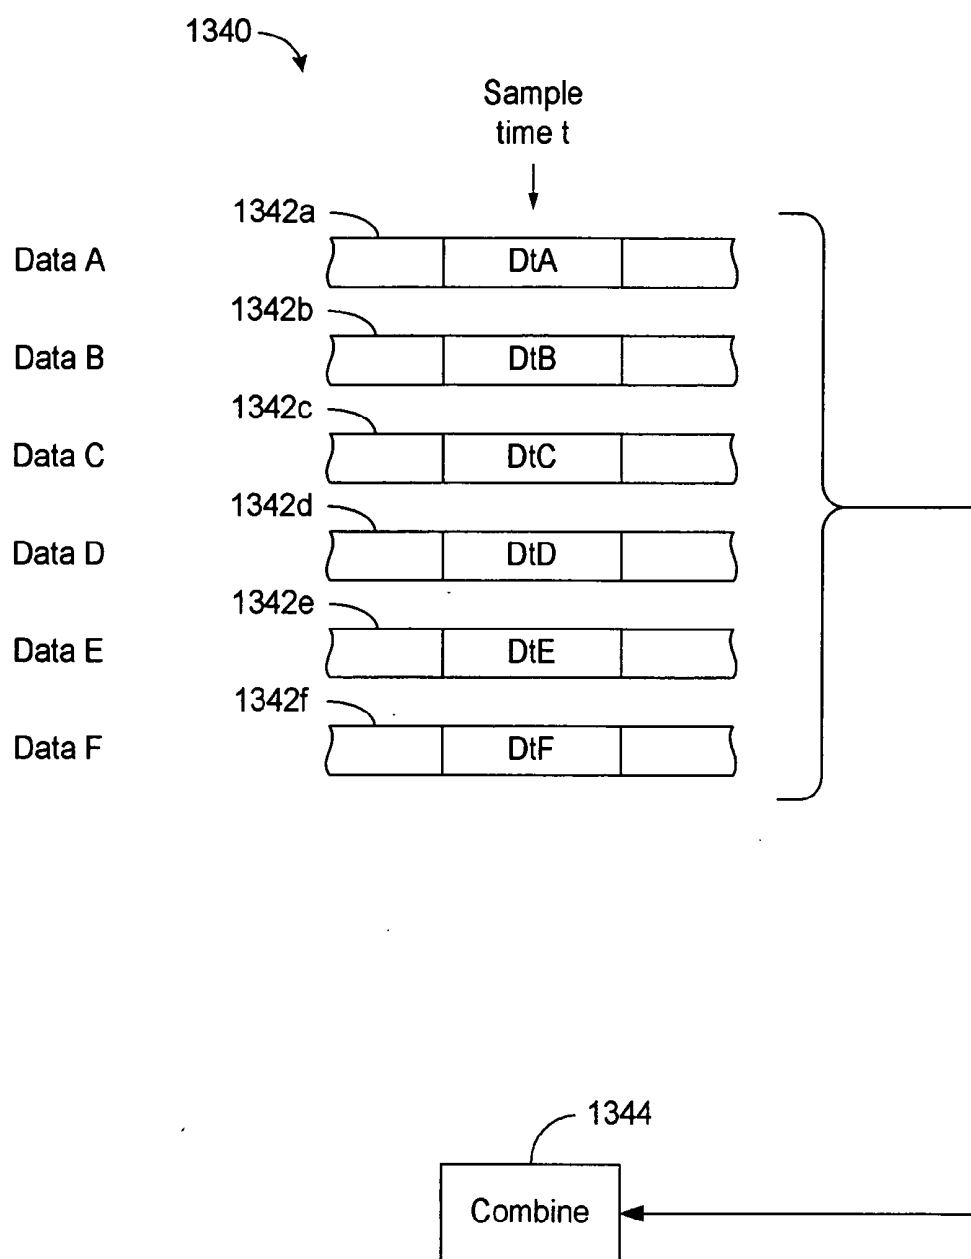 1340
Sample
time t
1342a
Data A
DtA
1342b
Data B
DtB
1342c
Data C
DtC
1342d
Data D
DtD
1342e
Data E
DtE
1342f
Data F
DtF
1344
Combine